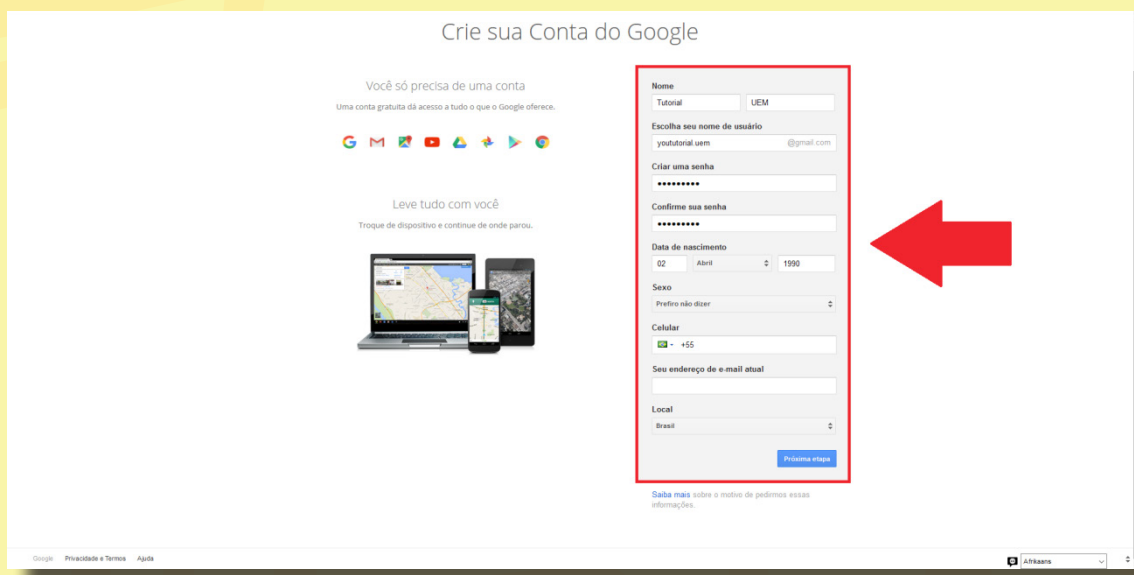 Crie sua Conta do Google
Você só precisa de uma conta
Uma conta gratuita dá acesso a tudo o que o Google oferece.
Leve tudo com você
Troque de dispositivo e continue de onde parou.
Nome
Tutorial UEM
Escolha seu nome de usuário
yoututorial.uem @gmail.com
Criar uma senha
•••••••••
Confirme sua senha
•••••••••
Data de nascimento
02 Abril 1990
Sexo
Prefiro não dizer
Celular
+55
Seu endereço de e-mail atual
Local
Brasil
Próxima etapa
Saiba mais sobre o motivo de pedirmos essas
informações.
Google Privacidade e Termos Ajuda
Afrikaans